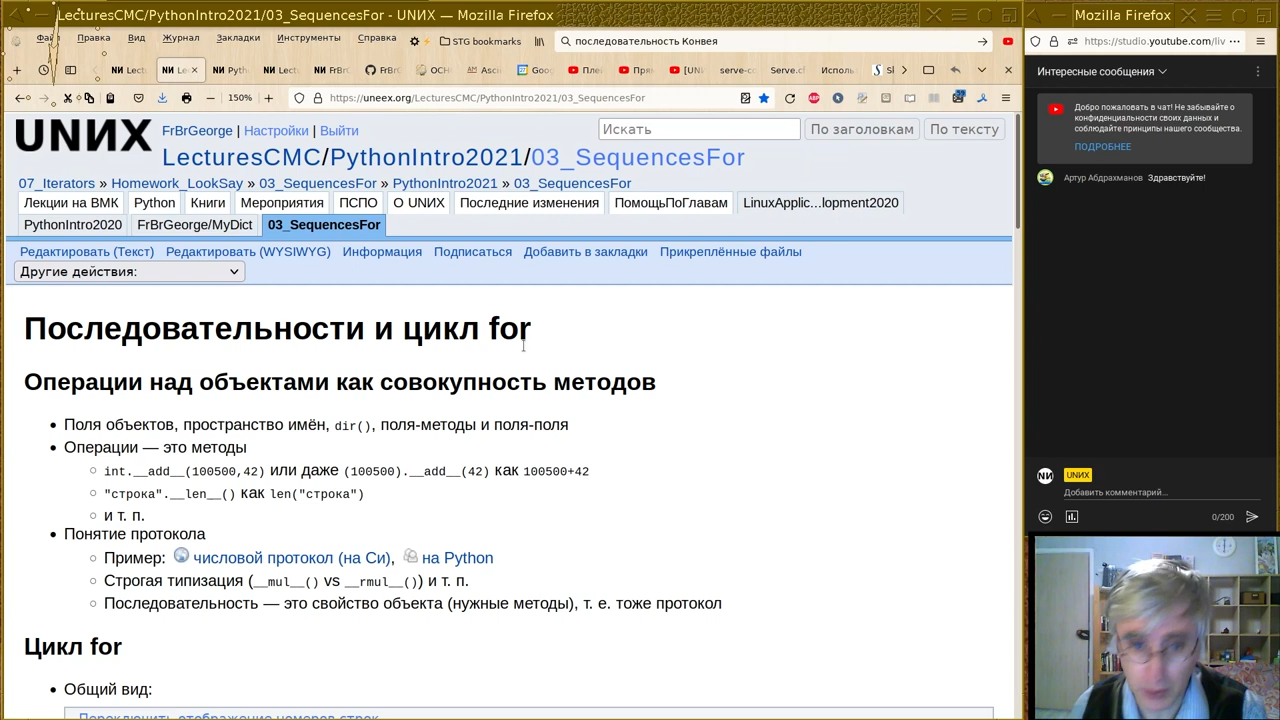 LecturesCMC/PythonIntro2021/03_SequencesFor - UNИX — Mozilla Firefox
Mozilla Firefox
Файл Правка Вид Журнал Закладки Инструменты Справка
STG bookmarks
последовательность Конвея
https://studio.youtube.com/liv
150%
https://uneex.org/LecturesCMC/PythonIntro2021/03_SequencesFor
UNИX
FrBrGeorge | Настройки | Выйти
Искать
По заголовкам
По тексту
LecturesCMC/PythonIntro2021/03_SequencesFor
07_Iterators » Homework_LookSay » 03_SequencesFor » PythonIntro2021 » 03_SequencesFor
Лекции на ВМК Python Книги Мероприятия ПСПО О UNИX Последние изменения ПомощьПоГлавам LinuxApplic...lopment2020
PythonIntro2020 FrBrGeorge/MyDict 03_SequencesFor
Редактировать (Текст) Редактировать (WYSIWYG) Информация Подписаться Добавить в закладки Прикреплённые файлы
Другие действия:
Последовательности и цикл for
Операции над объектами как совокупность методов
• Поля объектов, пространство имён, dir(), поля-методы и поля-поля
• Операции — это методы
◦ int.__add__(100500,42) или даже (100500).__add__(42) как 100500+42
◦ "строка".__len__() как len("строка")
◦ и т. п.
• Понятие протокола
◦ Пример: числовой протокол (на Си), на Python
◦ Строгая типизация (__mul__() vs __rmul__()) и т. п.
◦ Последовательность — это свойство объекта (нужные методы), т. е. тоже протокол
Цикл for
• Общий вид:
Переключить отображение номеров строк
Интересные сообщения
Добро пожаловать в чат! Не забывайте о
конфиденциальности своих данных и
соблюдайте принципы нашего сообщества.
ПОДРОБНЕЕ
Артур Абдрахманов Здравствуйте!
NИ UNИX
Добавить комментарий...
0/200